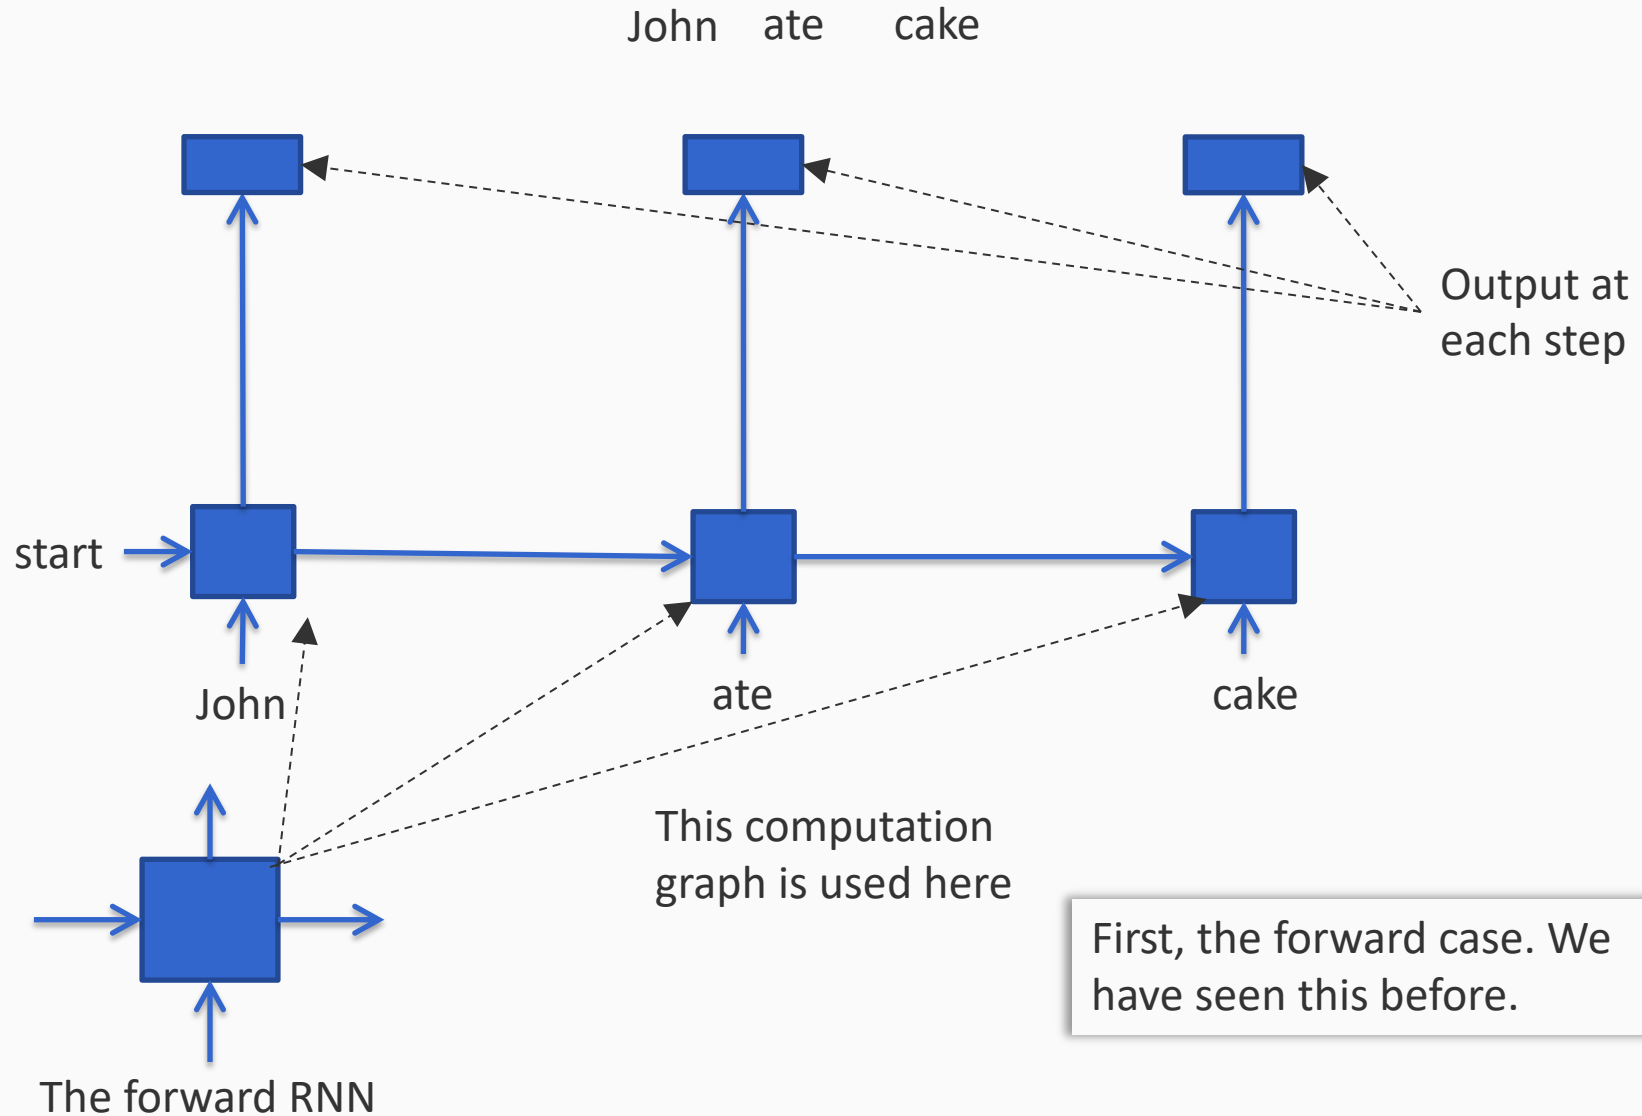 John ate cake
Output at
each step
start
John
ate
cake
This computation
graph is used here
First, the forward case. We
have seen this before.
The forward RNN